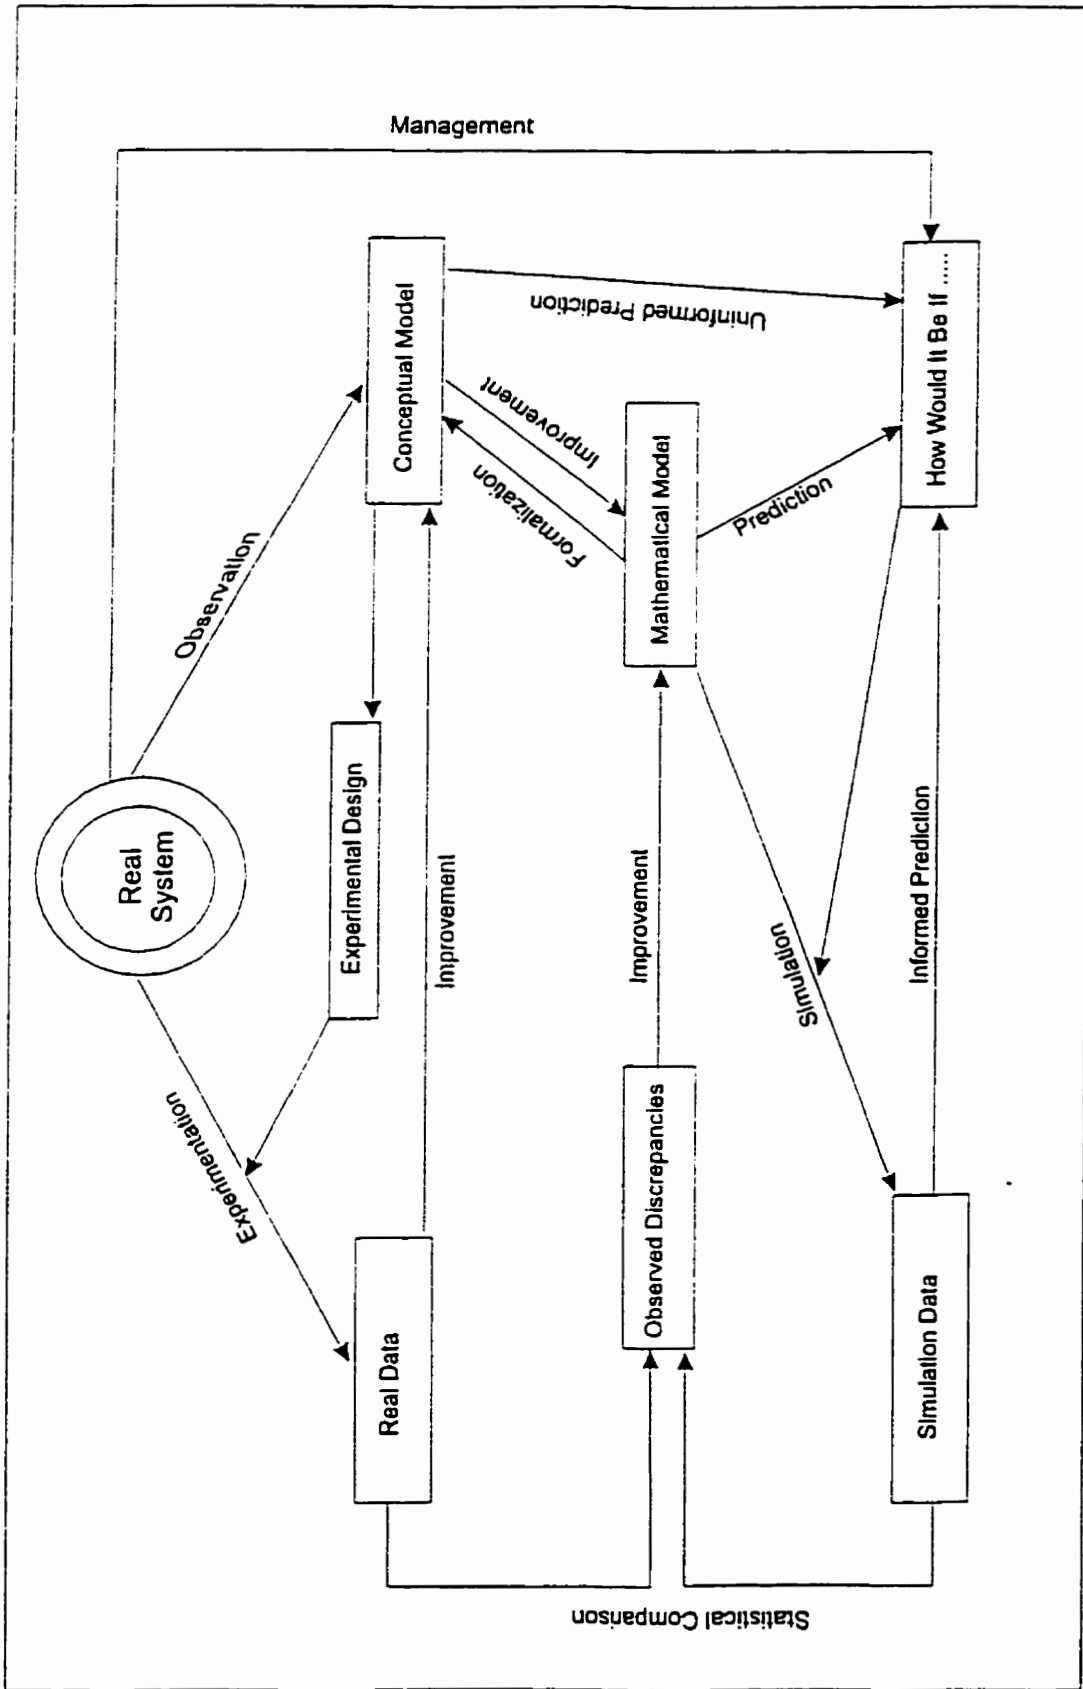 Real
System
Management
Observation
Experimentation
Conceptual Model
Experimental Design
Real Data
Improvement
Uninformed Prediction
Improvement
Formalization
Mathematical Model
Observed Discrepancies
Improvement
Statistical Comparison
Prediction
Simulation
How Would It Be If .....
Informed Prediction
Simulation Data